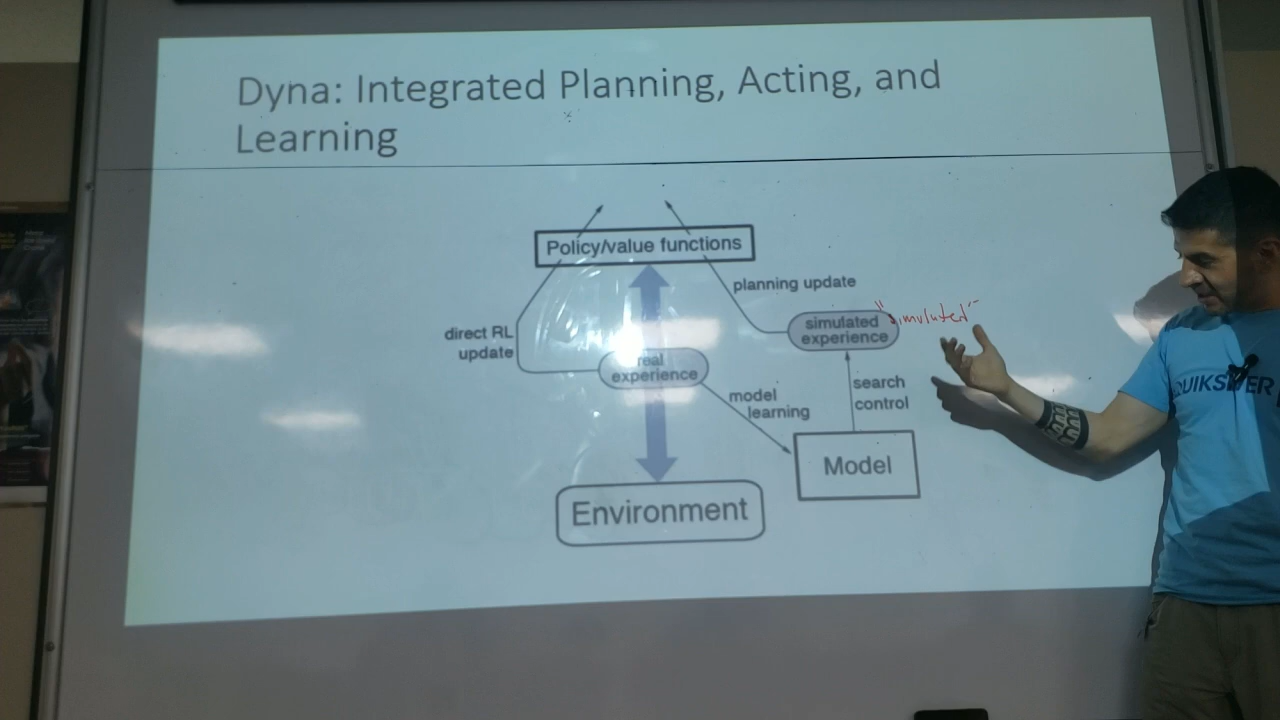 Dyna: Integrated Planning, Acting, and
Learning
Policy/value functions
planning update
direct RL
update
simulated
experience
"simulated"
real
experience
model
learning
search
control
Model
Environment
QUIKSILVER